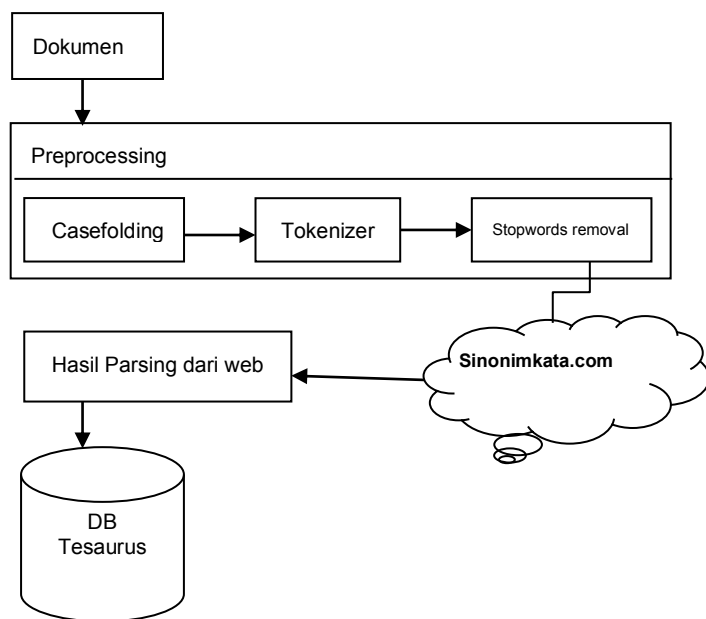 Dokumen
Preprocessing
Casefolding
Tokenizer
Stopwords removal
Sinonimkata.com
Hasil Parsing dari web
DB
Tesaurus